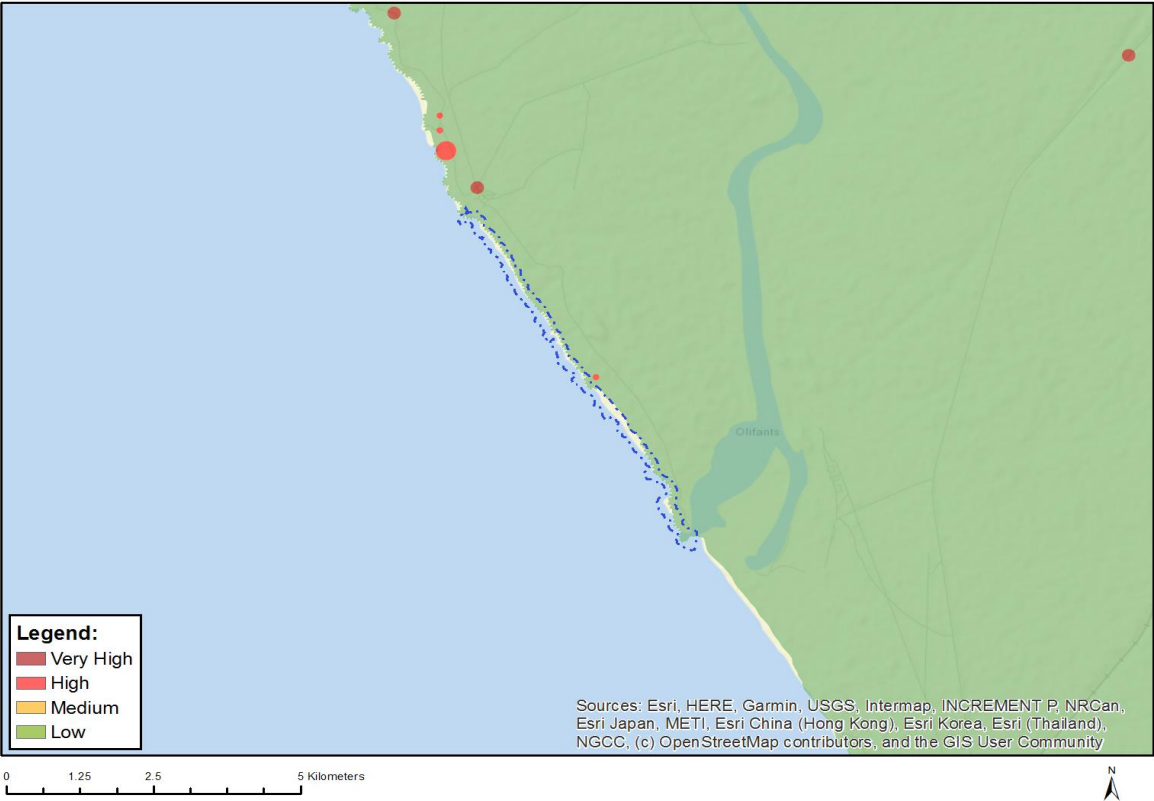 Olifants
Legend:
Very High
High
Medium
Low
Sources: Esri, HERE, Garmin, USGS, Intermap, INCREMENT P, NRCan,
Esri Japan, METI, Esri China (Hong Kong), Esri Korea, Esri (Thailand),
NGCC, (c) OpenStreetMap contributors, and the GIS User Community
0 1.25 2.5 5 Kilometers
N